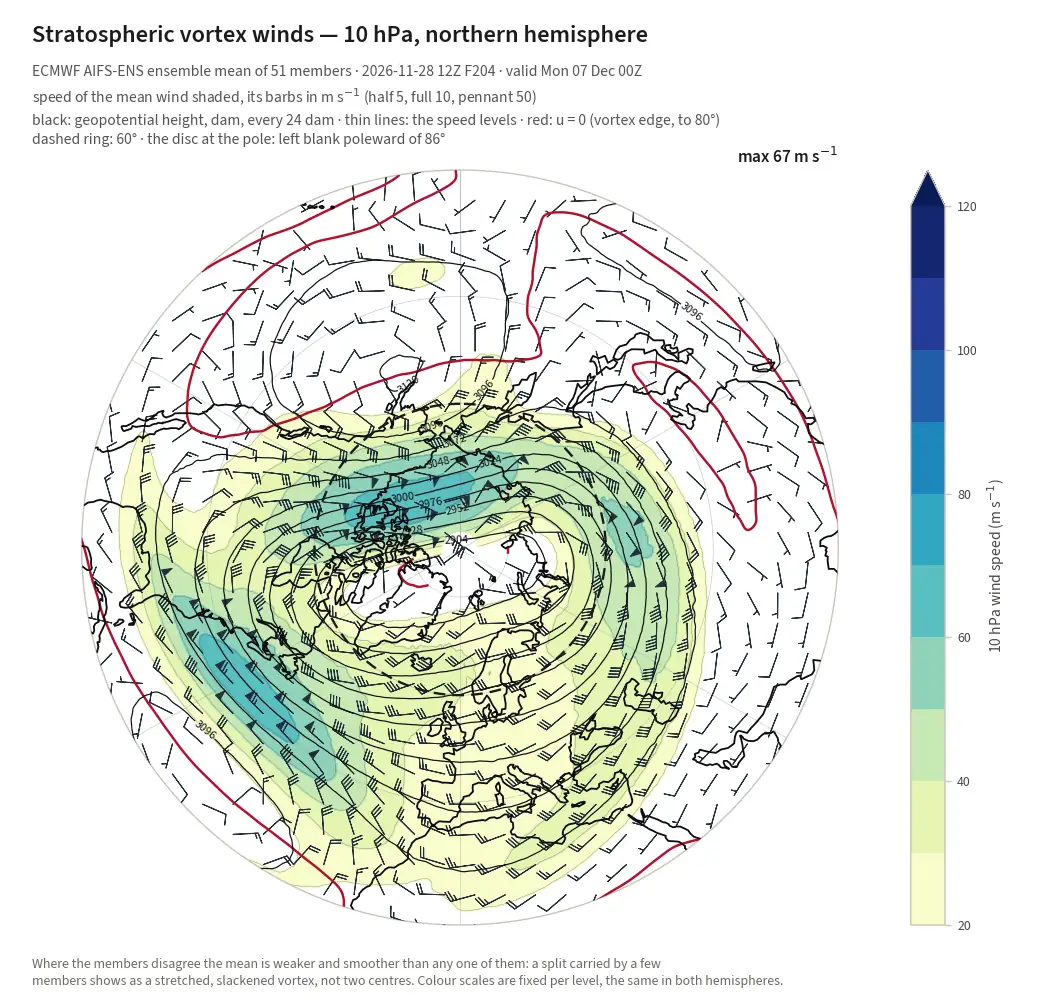 Stratospheric vortex winds — 10 hPa, northern hemisphere
ECMWF AIFS-ENS ensemble mean of 51 members · 2026-11-28 12Z F204 · valid Mon 07 Dec 00Z
speed of the mean wind shaded, its barbs in m s⁻¹ (half 5, full 10, pennant 50)
black: geopotential height, dam, every 24 dam · thin lines: the speed levels · red: u = 0 (vortex edge, to 80°)
dashed ring: 60° · the disc at the pole: left blank poleward of 86°
max 67 m s⁻¹
120
100
80
60
40
20
10 hPa wind speed (m s⁻¹)
3096
3120
3096
3048
3024
3000
2976
2952
2904
3096
Where the members disagree the mean is weaker and smoother than any one of them: a split carried by a few
members shows as a stretched, slackened vortex, not two centres. Colour scales are fixed per level, the same in both hemispheres.